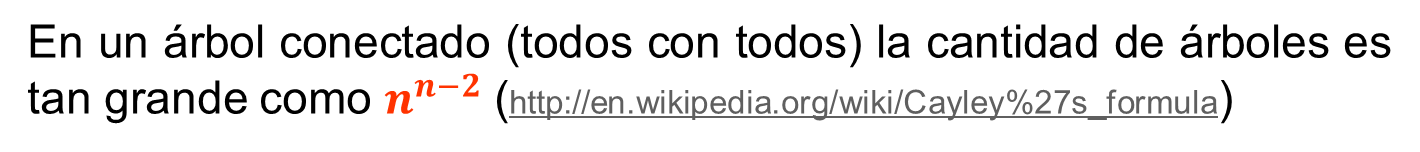 En un árbol conectado (todos con todos) la cantidad de árboles es
tan grande como n^{n-2} (http://en.wikipedia.org/wiki/Cayley%27s_formula)